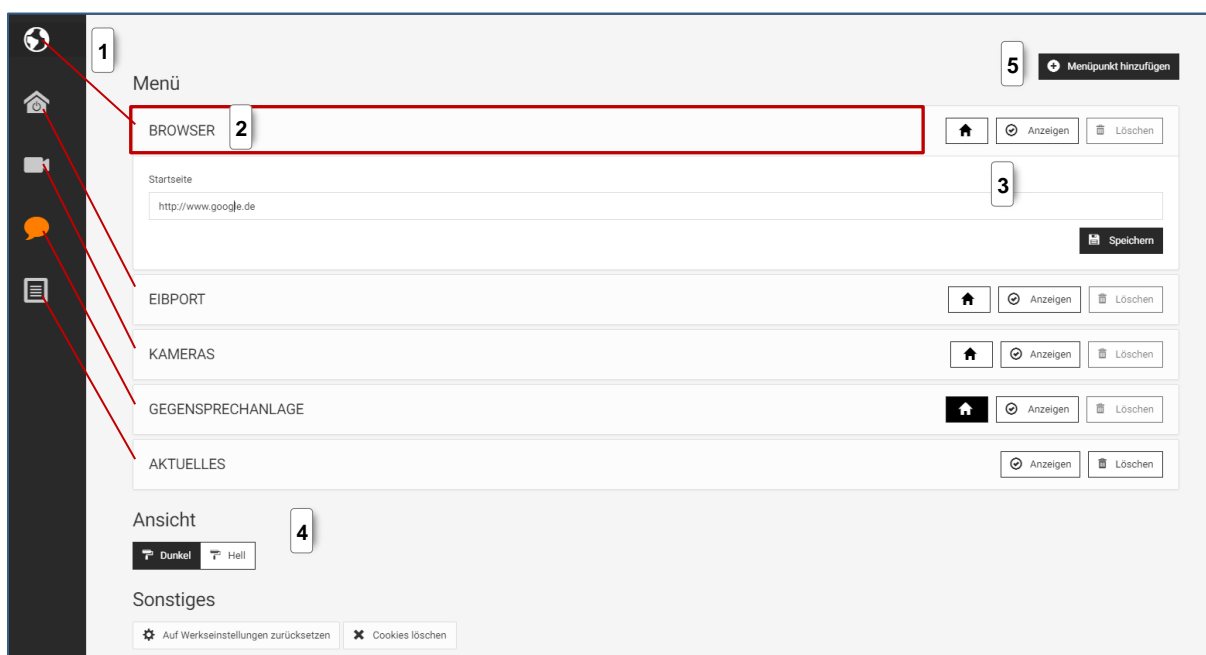 1
5
Menüpunkt hinzufügen
Menü
BROWSER
2
Anzeigen
Löschen
Startseite
3
http://www.google.de
Speichern
EIBPORT
Anzeigen
Löschen
KAMERAS
Anzeigen
Löschen
GEGENSPRECHANLAGE
Anzeigen
Löschen
AKTUELLES
Anzeigen
Löschen
Ansicht
4
Dunkel
Hell
Sonstiges
Auf Werkseinstellungen zurücksetzen
Cookies löschen